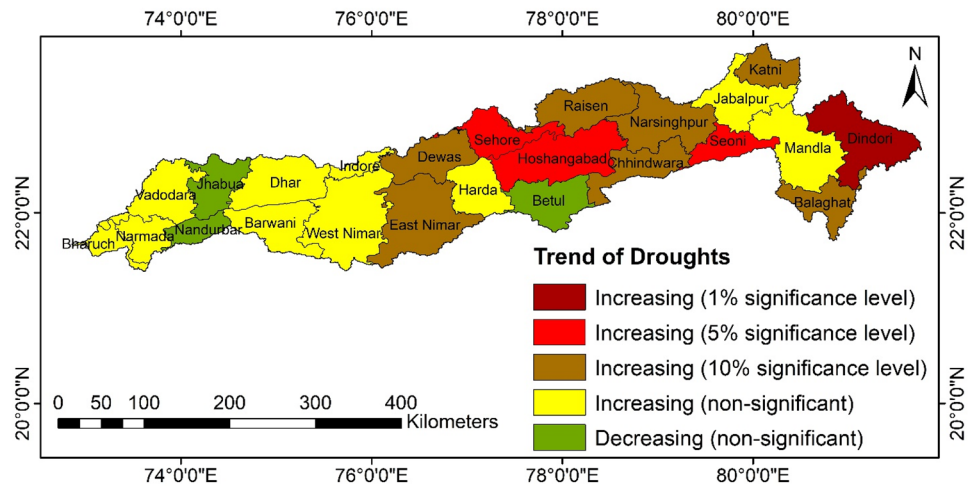 74°0'0"E 76°0'0"E 78°0'0"E 80°0'0"E
N
Katni
Jabalpur
Raisen
Narsinghpur
Dindori
Sehore
Seoni
Mandla
Dewas
Hoshangabad
Chhindwara
Indore
Jhabua
Dhar
Harda
Betul
Balaghat
Vadodara
Barwani
East Nimar
Nandurbar
West Nimar
Narmada
Bharuch
22°0'0"N
22°0'0"N
Trend of Droughts
Increasing (1% significance level)
Increasing (5% significance level)
Increasing (10% significance level)
Increasing (non-significant)
Decreasing (non-significant)
20°0'0"N
20°0'0"N
0 50 100 200 300 400
Kilometers
74°0'0"E 76°0'0"E 78°0'0"E 80°0'0"E